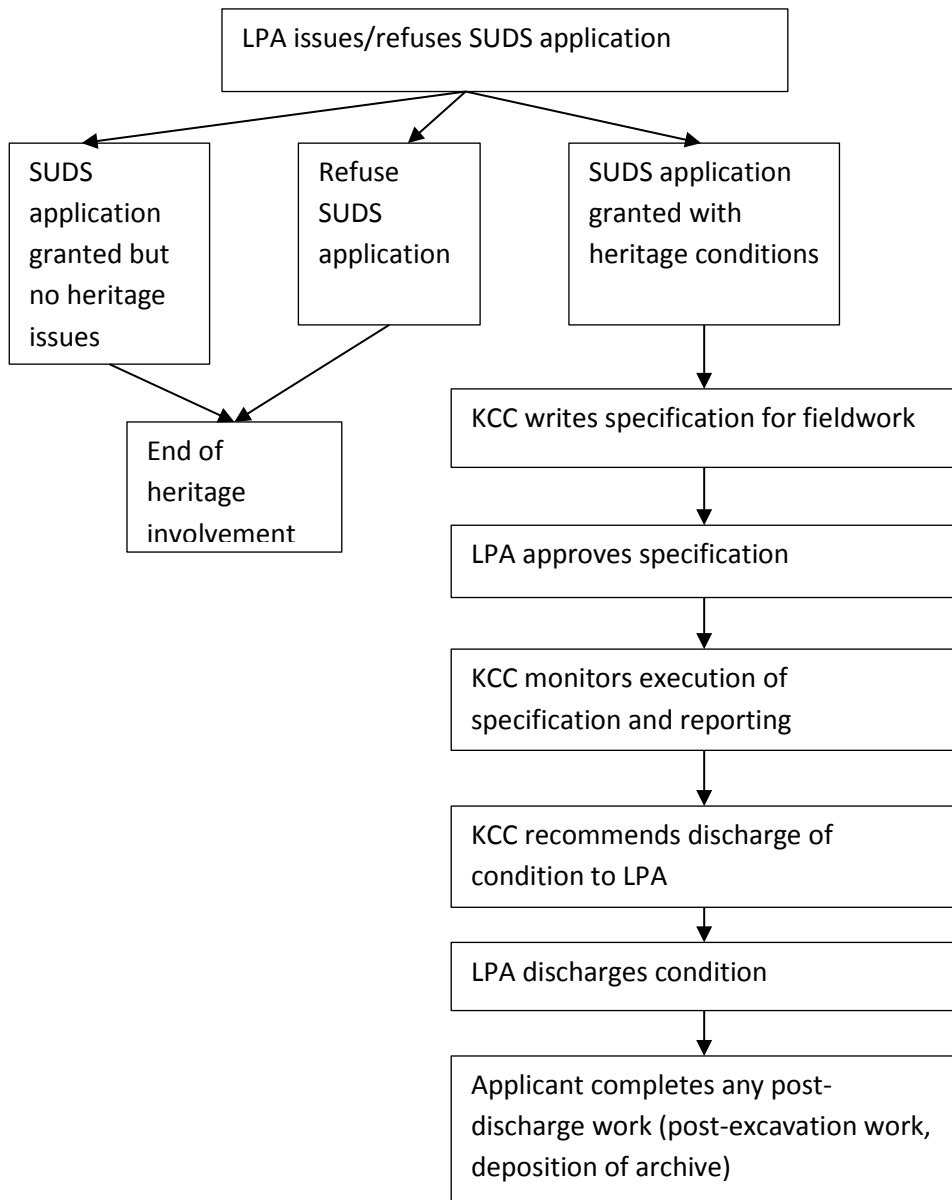 LPA issues/refuses SUDS application
SUDS
application
granted but
no heritage
issues
Refuse
SUDS
application
SUDS application
granted with
heritage conditions
End of
heritage
involvement
KCC writes specification for fieldwork
LPA approves specification
KCC monitors execution of
specification and reporting
KCC recommends discharge of
condition to LPA
LPA discharges condition
Applicant completes any post-
discharge work (post-excavation work,
deposition of archive)